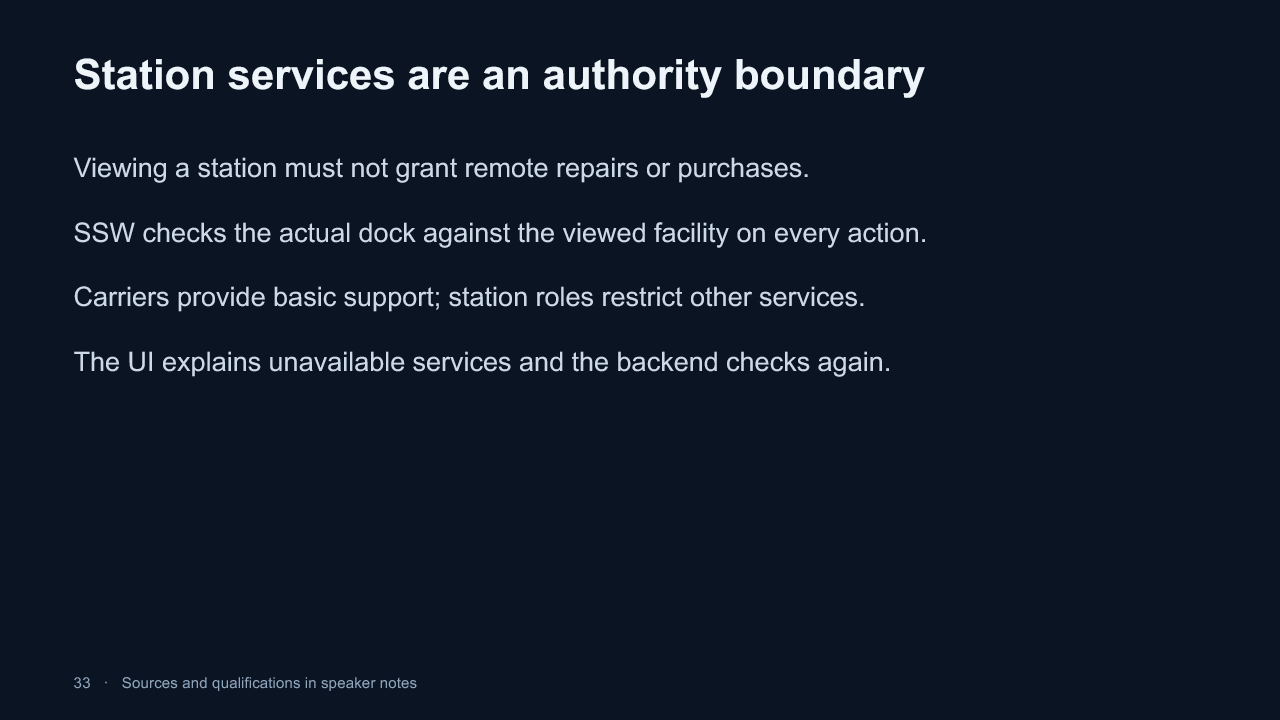 Station services are an authority boundary
Viewing a station must not grant remote repairs or purchases.
SSW checks the actual dock against the viewed facility on every action.
Carriers provide basic support; station roles restrict other services.
The UI explains unavailable services and the backend checks again.
33 · Sources and qualifications in speaker notes